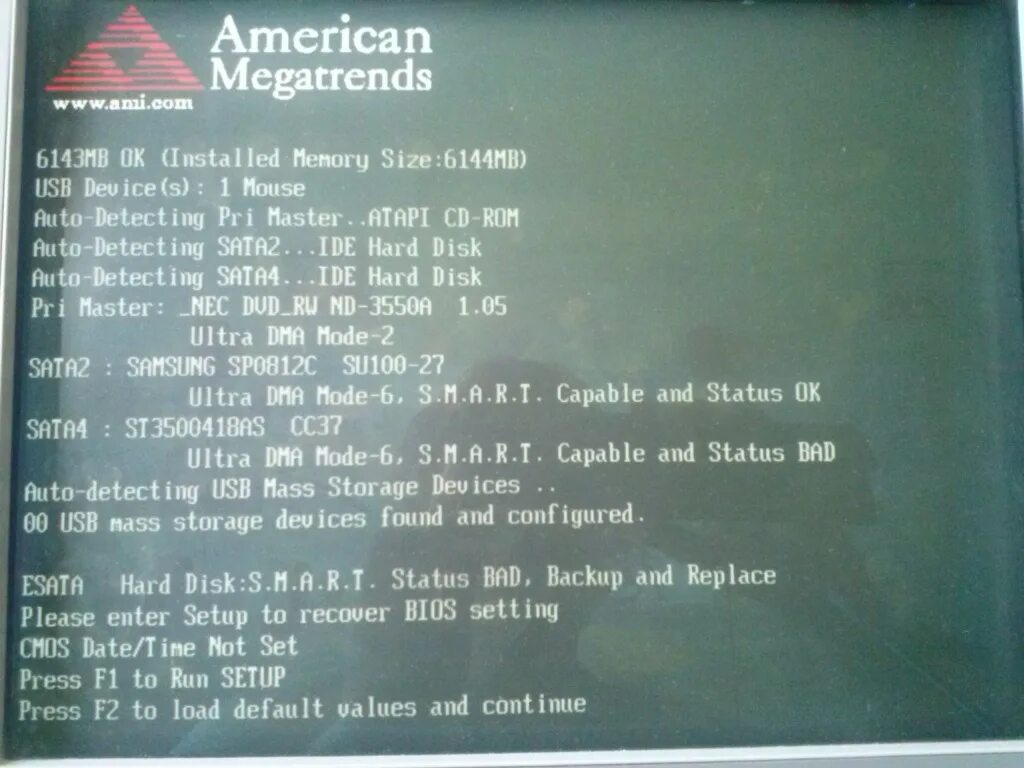 American
Megatrends
www.ami.com
6143MB OK (Installed Memory Size:6144MB)
USB Device(s): 1 Mouse
Auto-Detecting Pri Master..ATAPI CD-ROM
Auto-Detecting SATA2...IDE Hard Disk
Auto-Detecting SATA4...IDE Hard Disk
Pri Master: _NEC DVD_RW ND-3550A 1.05
Ultra DMA Mode-2
SATA2 : SAMSUNG SP0812C SU100-27
Ultra DMA Mode-6, S.M.A.R.T. Capable and Status OK
SATA4 : ST3500418AS CC37
Ultra DMA Mode-6, S.M.A.R.T. Capable and Status BAD
Auto-detecting USB Mass Storage Devices ..
00 USB mass storage devices found and configured.
ESATA Hard Disk:S.M.A.R.T. Status BAD, Backup and Replace
Please enter Setup to recover BIOS setting
CMOS Date/Time Not Set
Press F1 to Run SETUP
Press F2 to load default values and continue